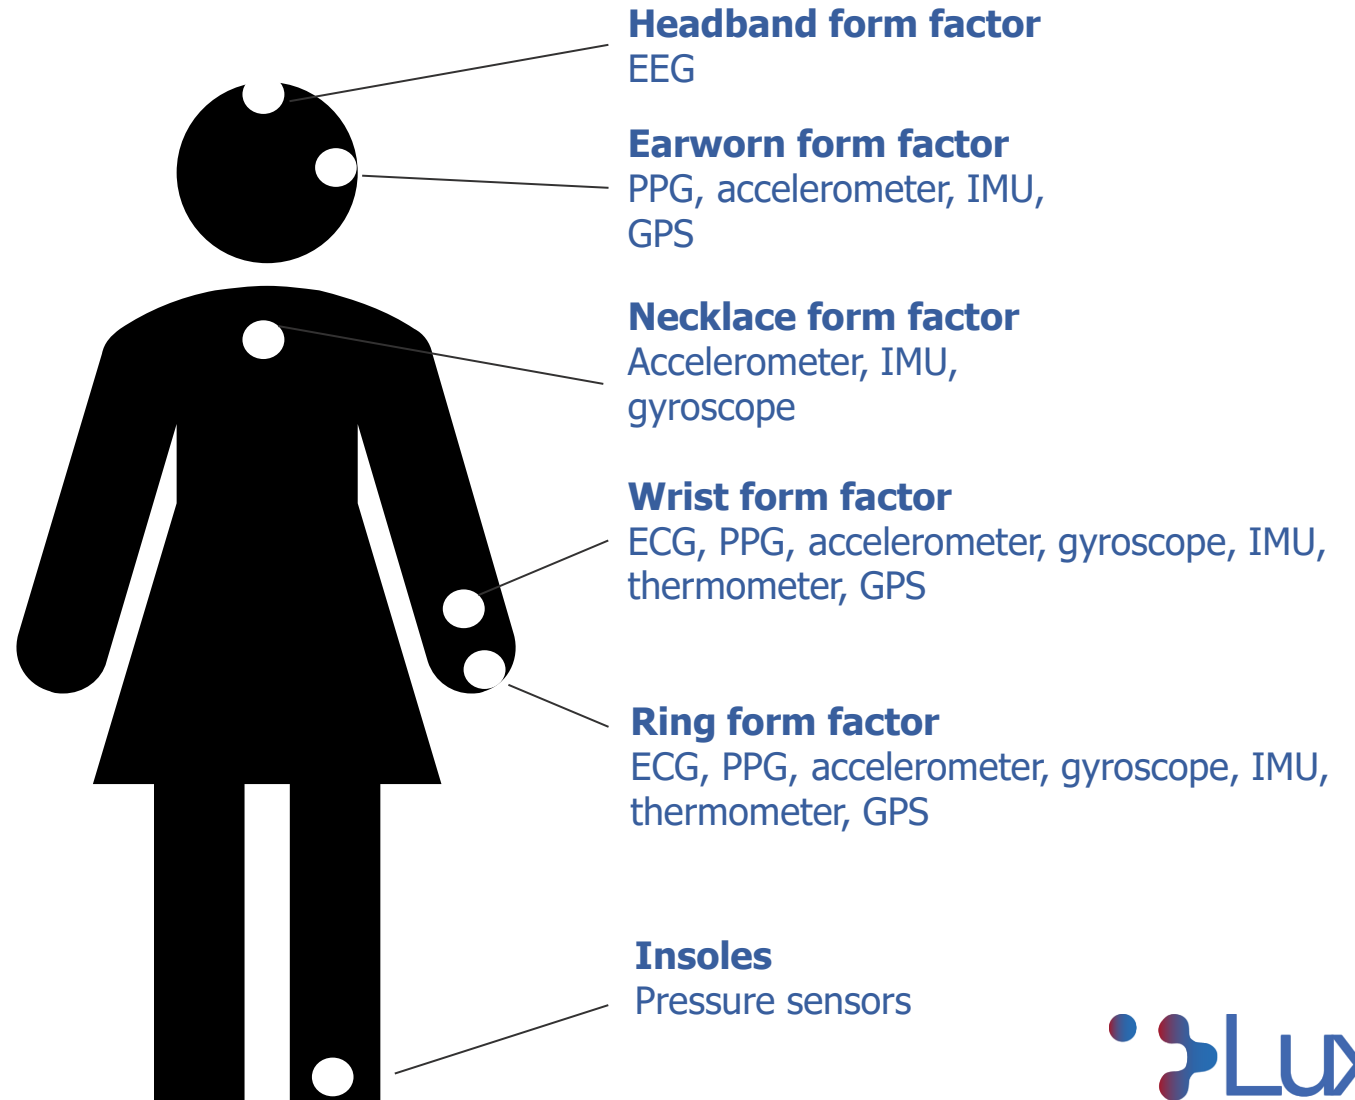 Headband form factor
EEG
Earworn form factor
PPG, accelerometer, IMU,
GPS
Necklace form factor
Accelerometer, IMU,
gyroscope
Wrist form factor
ECG, PPG, accelerometer, gyroscope, IMU,
thermometer, GPS
Ring form factor
ECG, PPG, accelerometer, gyroscope, IMU,
thermometer, GPS
Insoles
Pressure sensors
Lux